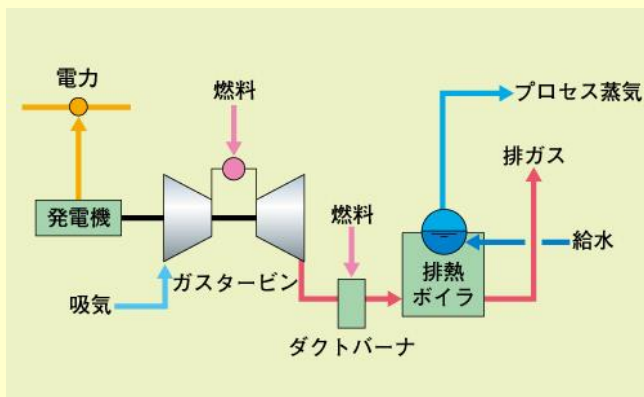 電力
燃料
プロセス蒸気
排ガス
発電機
燃料
給水
ガスタービン
排熱
ボイラ
吸気
ダクトバーナ